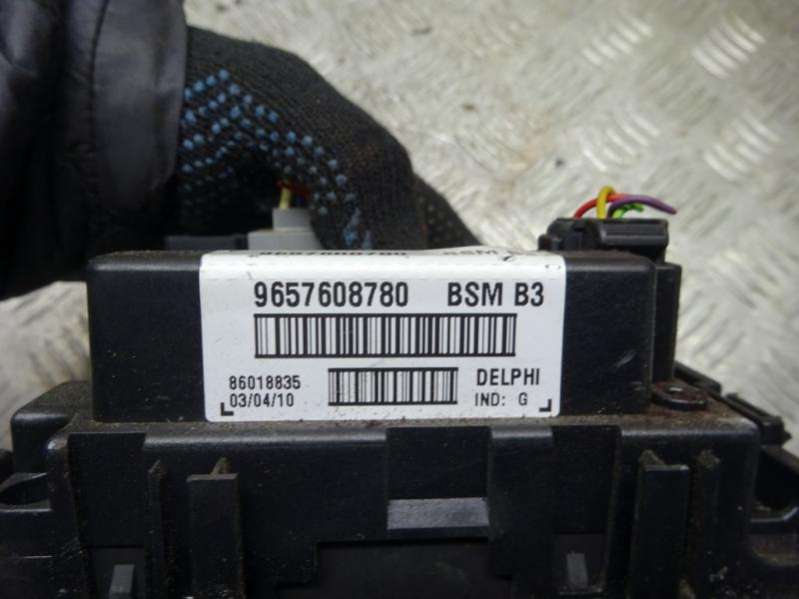 9657608780 BSM B3
86018835 DELPHI
03/04/10 IND: G